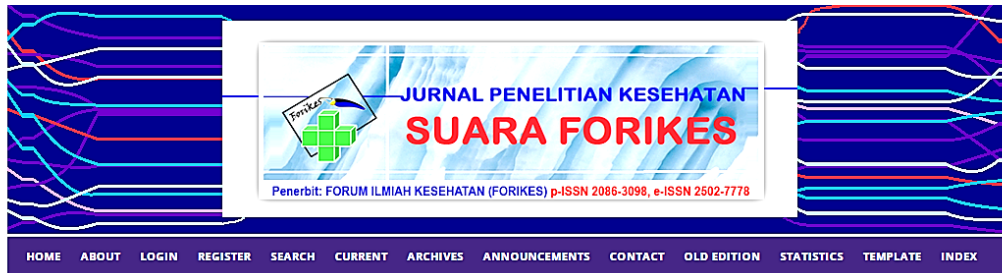 Forikes
JURNAL PENELITIAN KESEHATAN
SUARA FORIKES
Penerbit: FORUM ILMIAH KESEHATAN (FORIKES) p-ISSN 2086-3098, e-ISSN 2502-7778
HOME ABOUT LOGIN REGISTER SEARCH CURRENT ARCHIVES ANNOUNCEMENTS CONTACT OLD EDITION STATISTICS TEMPLATE INDEX